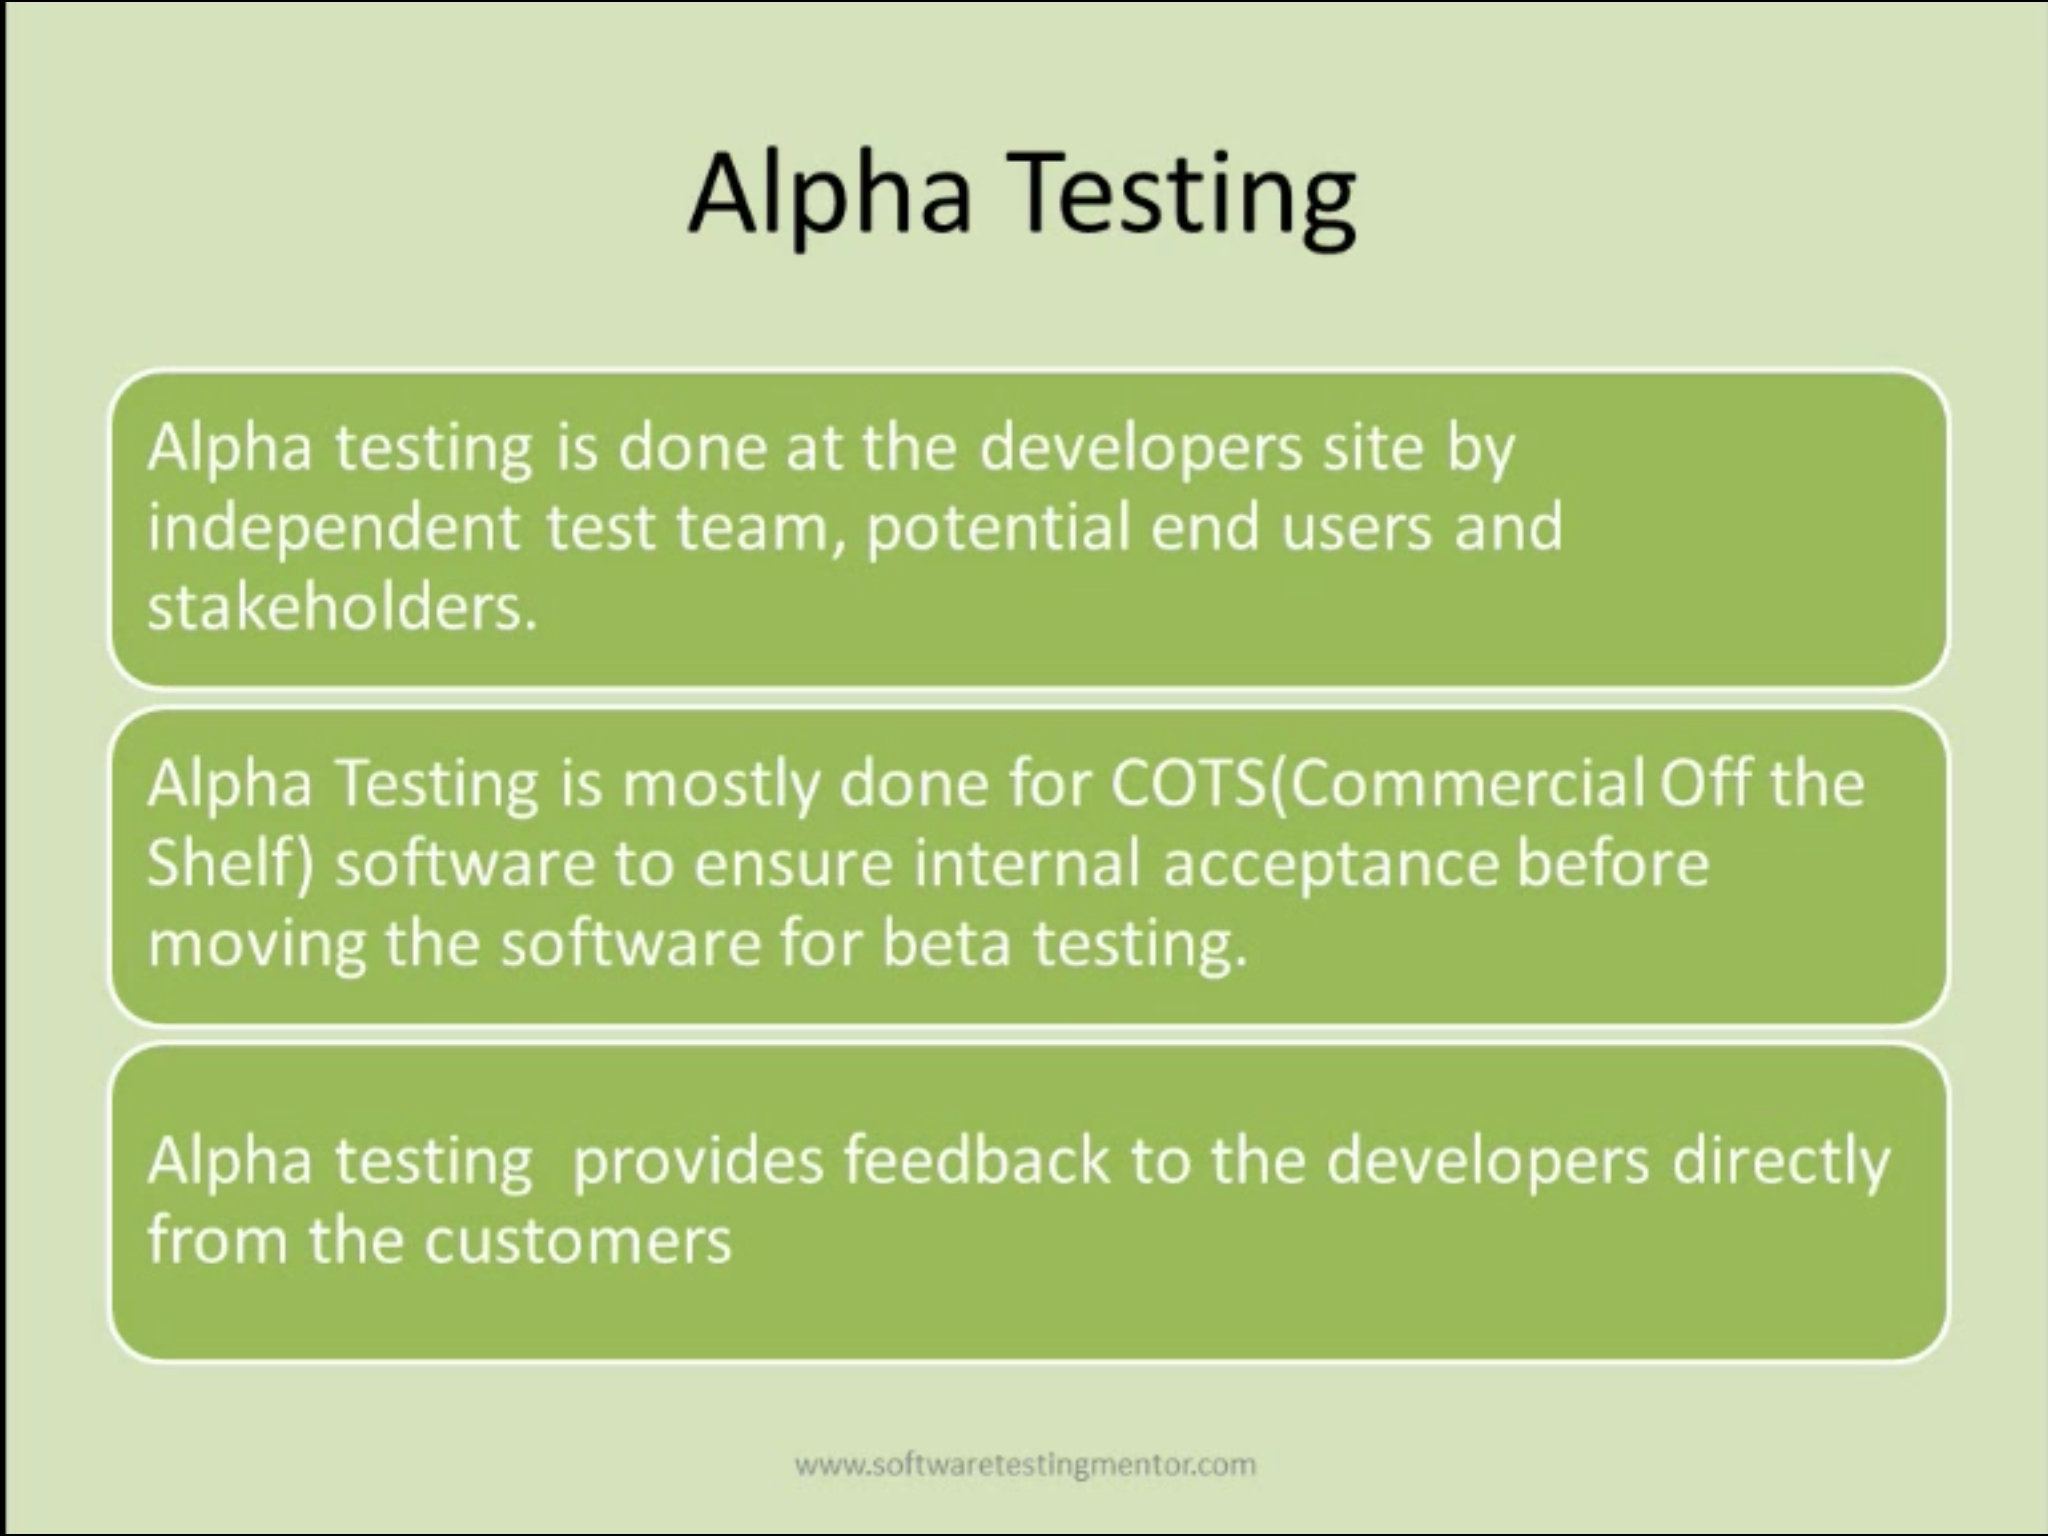 Alpha Testing
Alpha testing is done at the developers site by
independent test team, potential end users and
stakeholders.
Alpha Testing is mostly done for COTS(Commercial Off the
Shelf) software to ensure internal acceptance before
moving the software for beta testing.
Alpha testing  provides feedback to the developers directly
from the customers
www.softwaretestingmentor.com